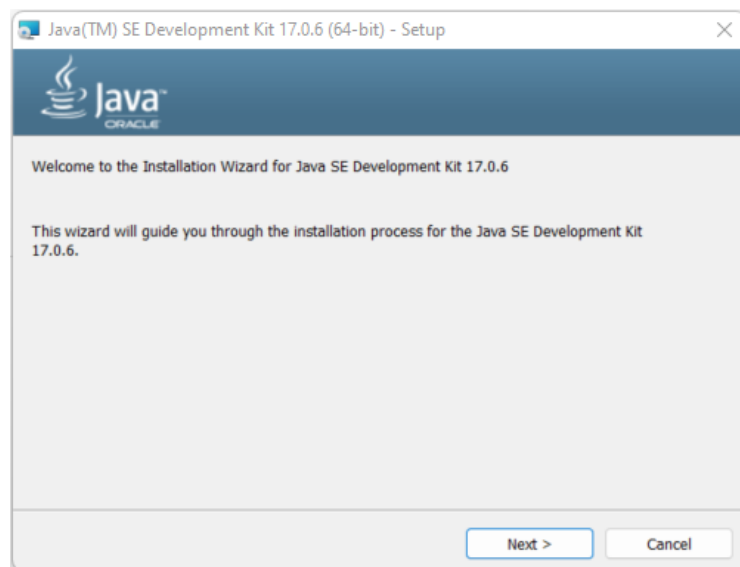 Java(TM) SE Development Kit 17.0.6 (64-bit) - Setup
Java™
ORACLE
Welcome to the Installation Wizard for Java SE Development Kit 17.0.6
This wizard will guide you through the installation process for the Java SE Development Kit
17.0.6.
Next >
Cancel